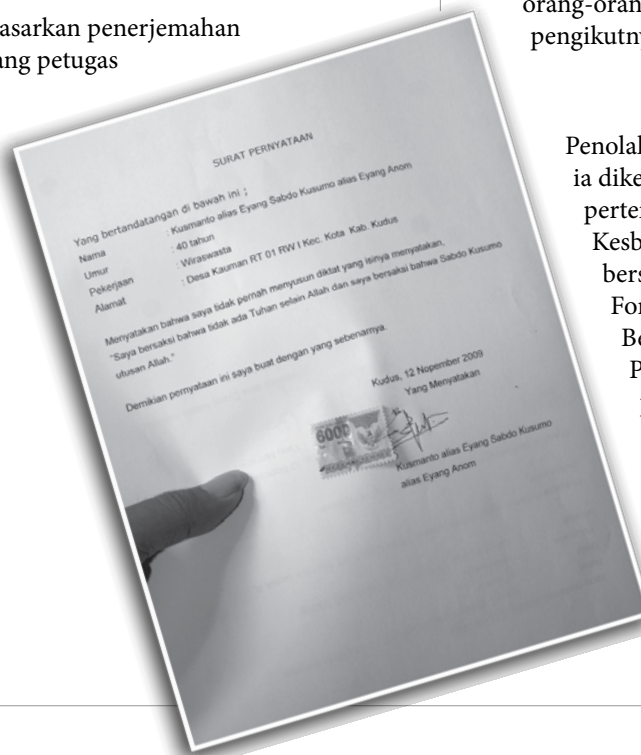 asarkan penerjemahan
ang petugas
orang-oran
pengikutny
SURAT PERNYATAAN
Yang bertandatangan di bawah ini ;
Nama : Kusmanto alias Eyang Sabdo Kusumo alias Eyang Anom
Umur : 40 tahun
Pekerjaan : Wiraswasta
Alamat : Desa Kauman RT 01 RW I Kec. Kota Kab. Kudus
Menyatakan bahwa saya tidak pernah menyusun diktat yang isinya menyatakan,
"Saya bersaksi bahwa tidak ada Tuhan selain Allah dan saya bersaksi bahwa Sabdo Kusumo
utusan Allah."
Demikian pernyataan ini saya buat dengan yang sebenarnya.
Kudus, 12 Nopember 2009
Yang Menyatakan
6000
Kusmanto alias Eyang Sabdo Kusumo
alias Eyang Anom
Penola
ia dike
perter
Kesb
bers
For
Be
P